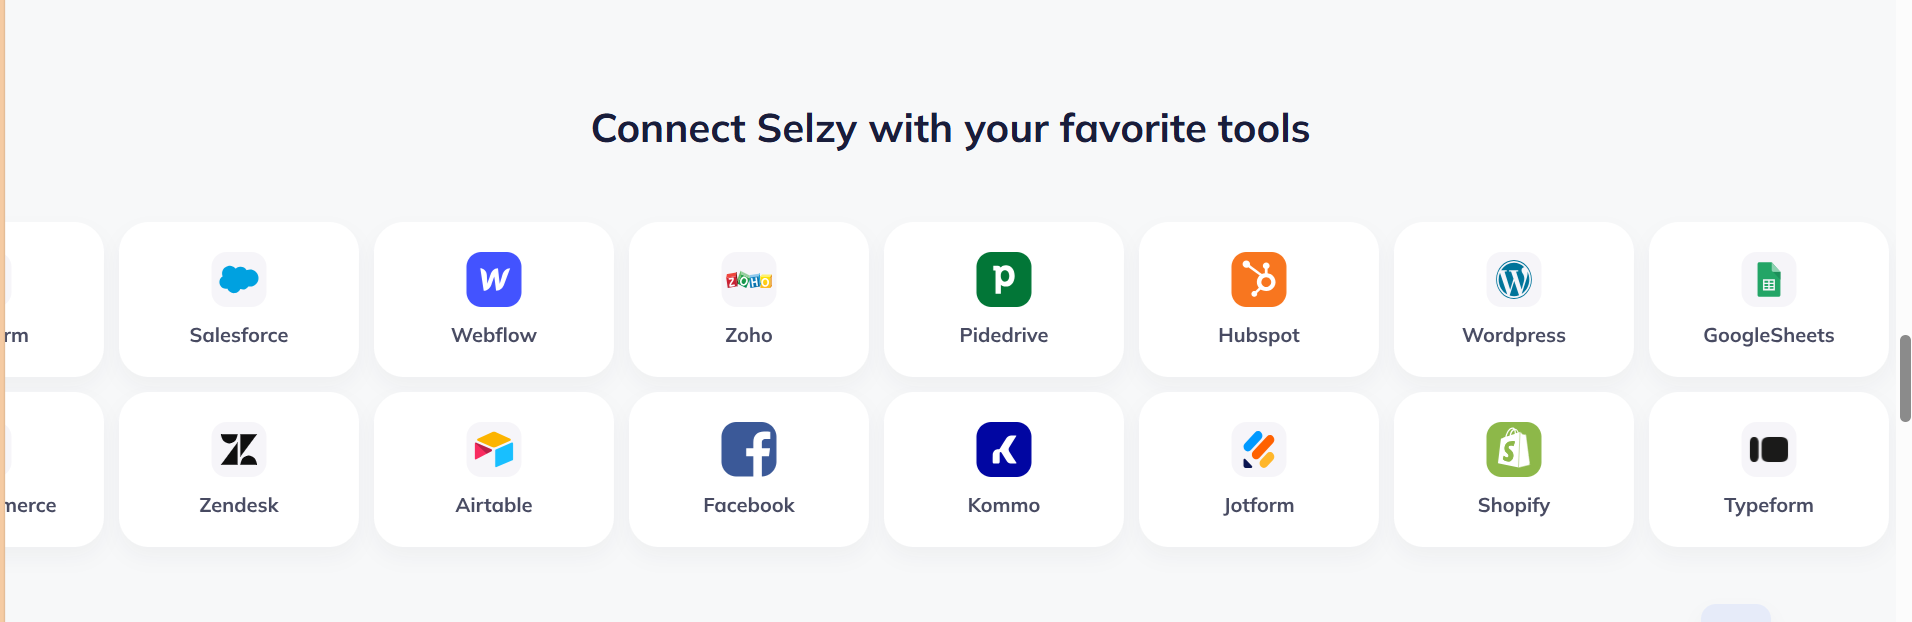 Connect Selzy with your favorite tools
rm
Salesforce
Webflow
ZOHO
Zoho
Pidedrive
Hubspot
Wordpress
GoogleSheets
merce
Zendesk
Airtable
Facebook
Kommo
Jotform
Shopify
Typeform